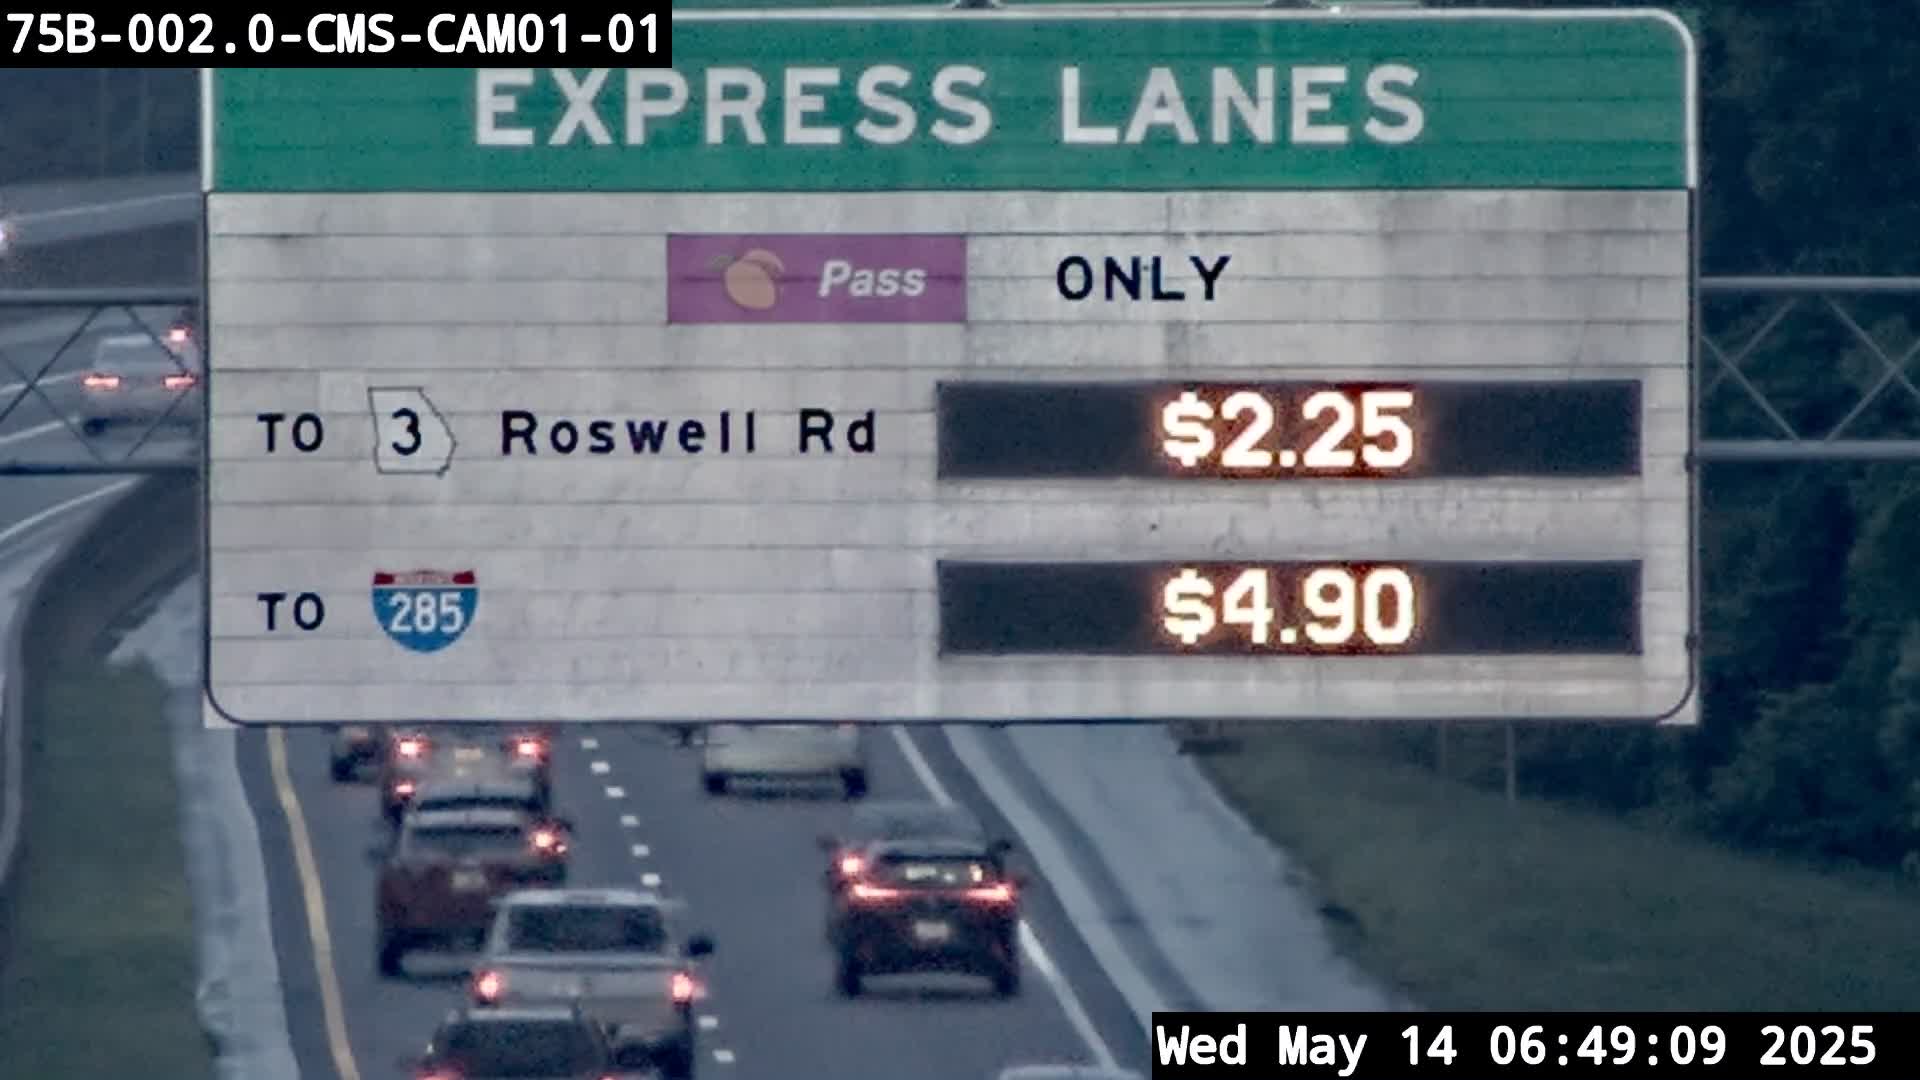 75B-002.0-CMS-CAM01-01
EXPRESS LANES
Pass ONLY
TO 3 Roswell Rd $2.25
TO 285 $4.90
Wed May 14 06:49:09 2025